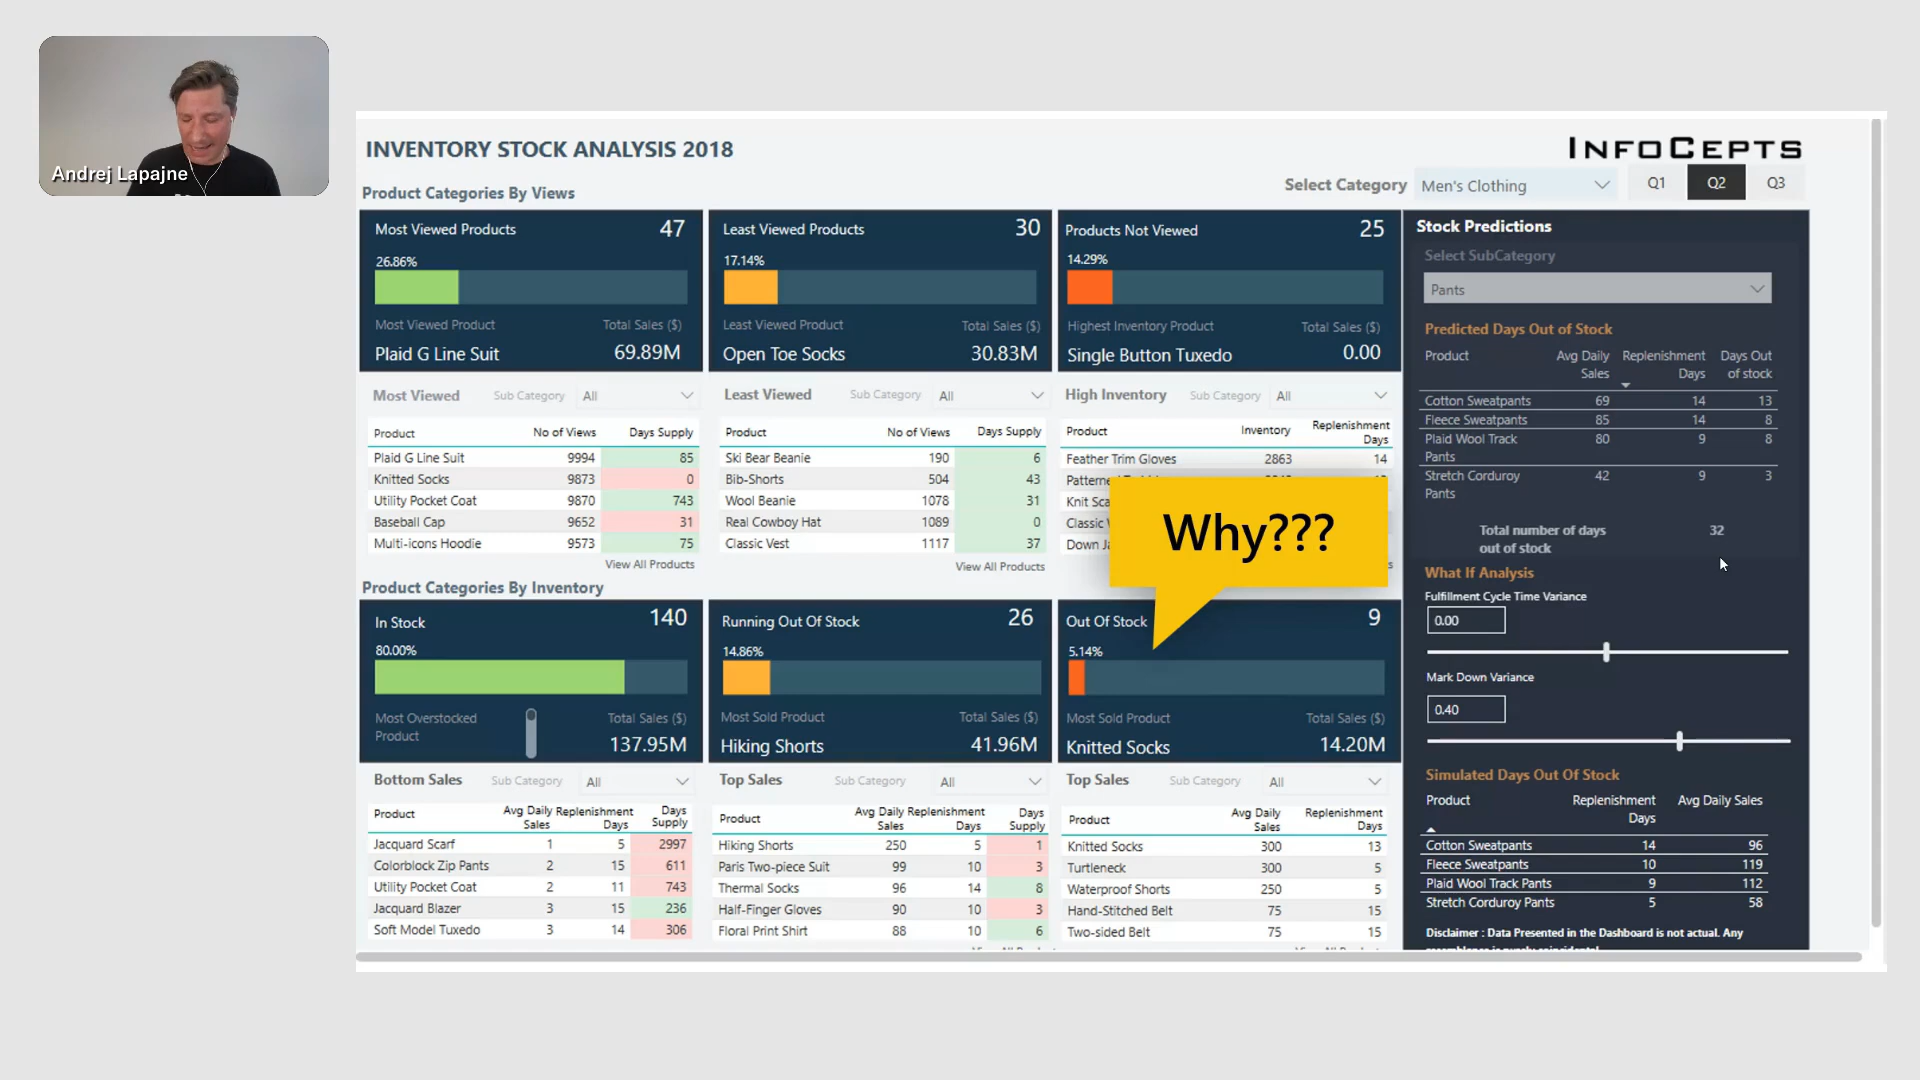 Andrej Lapajne
INVENTORY STOCK ANALYSIS 2018
INFOCEPTS
Product Categories By Views
Select Category
Men's Clothing
Q1
Q2
Q3
Most Viewed Products
47
26.86%
Most Viewed Product
Total Sales ($)
Plaid G Line Suit
69.89M
Least Viewed Products
30
17.14%
Least Viewed Product
Total Sales ($)
Open Toe Socks
30.83M
Products Not Viewed
25
14.29%
Highest Inventory Product
Total Sales ($)
Single Button Tuxedo
0.00
Most Viewed
Sub Category
All
Product No of Views Days Supply
Plaid G Line Suit 9994 85
Knitted Socks 9873 0
Utility Pocket Coat 9870 743
Baseball Cap 9652 31
Multi-icons Hoodie 9573 75
View All Products
Least Viewed
Sub Category
All
Product No of Views Days Supply
Ski Bear Beanie 190 6
Bib-Shorts 504 43
Wool Beanie 1078 31
Real Cowboy Hat 1089 0
Classic Vest 1117 37
View All Products
High Inventory
Sub Category
All
Product Inventory Replenishment
Days
Feather Trim Gloves 2863 14
Why???
Product Categories By Inventory
In Stock
140
80.00%
Most Overstocked
Product
Total Sales ($)
137.95M
Running Out Of Stock
26
14.86%
Most Sold Product
Total Sales ($)
Hiking Shorts
41.96M
Out Of Stock
9
5.14%
Most Sold Product
Total Sales ($)
Knitted Socks
14.20M
Bottom Sales
Sub Category
All
Product Avg Daily Replenishment Days
Sales Days Supply
Jacquard Scarf 1 5 2997
Colorblock Zip Pants 2 15 611
Utility Pocket Coat 2 11 743
Jacquard Blazer 3 15 236
Soft Model Tuxedo 3 14 306
Top Sales
Sub Category
All
Product Avg Daily Replenishment Days
Sales Days Supply
Hiking Shorts 250 5 1
Paris Two-piece Suit 99 10 3
Thermal Socks 96 14 8
Half-Finger Gloves 90 10 3
Floral Print Shirt 88 10 6
Top Sales
Sub Category
All
Product Avg Daily Replenishment
Sales Days
Knitted Socks 300 13
Turtleneck 300 5
Waterproof Shorts 250 5
Hand-Stitched Belt 75 15
Two-sided Belt 75 15
Stock Predictions
Select SubCategory
Pants
Predicted Days Out of Stock
Product Avg Daily Replenishment Days Out
Sales Days of stock
Cotton Sweatpants 69 14 13
Fleece Sweatpants 85 14 8
Plaid Wool Track 80 9 8
Pants
Stretch Corduroy 42 9 3
Pants
Total number of days 32
out of stock
What If Analysis
Fulfillment Cycle Time Variance
0.00
Mark Down Variance
0.40
Simulated Days Out Of Stock
Product Replenishment Avg Daily Sales
Days
Cotton Sweatpants 14 96
Fleece Sweatpants 10 119
Plaid Wool Track Pants 9 112
Stretch Corduroy Pants 5 58
Disclaimer : Data Presented in the Dashboard is not actual. Any